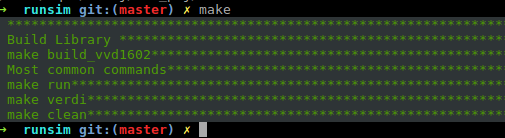 ➜ runsim git:(master) ✗ make
**************************************************************
Build Library ************************************************
make build_vvd1602********************************************
Most common commands******************************************
make run******************************************************
make verdi****************************************************
make clean****************************************************
➜ runsim git:(master) ✗